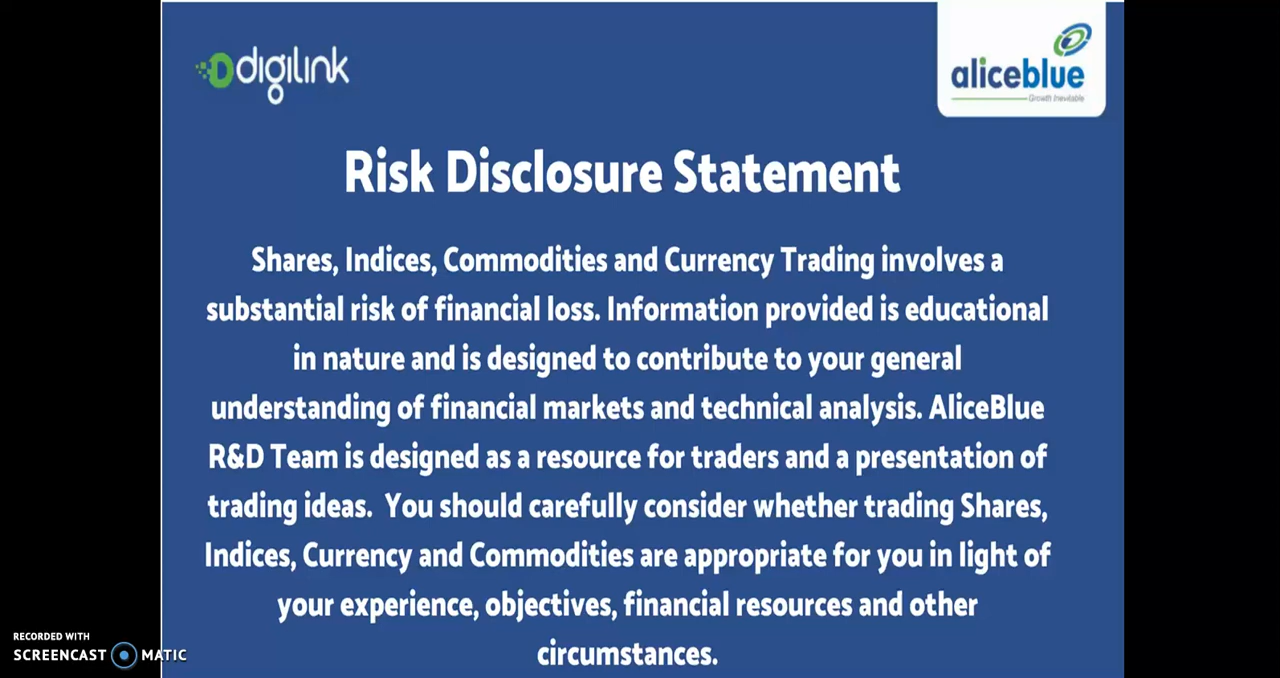 digilink
aliceblue
Growth Inevitable
Risk Disclosure Statement
Shares, Indices, Commodities and Currency Trading involves a
substantial risk of financial loss. Information provided is educational
in nature and is designed to contribute to your general
understanding of financial markets and technical analysis. AliceBlue
R&D Team is designed as a resource for traders and a presentation of
trading ideas.  You should carefully consider whether trading Shares,
Indices, Currency and Commodities are appropriate for you in light of
your experience, objectives, financial resources and other
circumstances.
RECORDED WITH
SCREENCAST MATIC